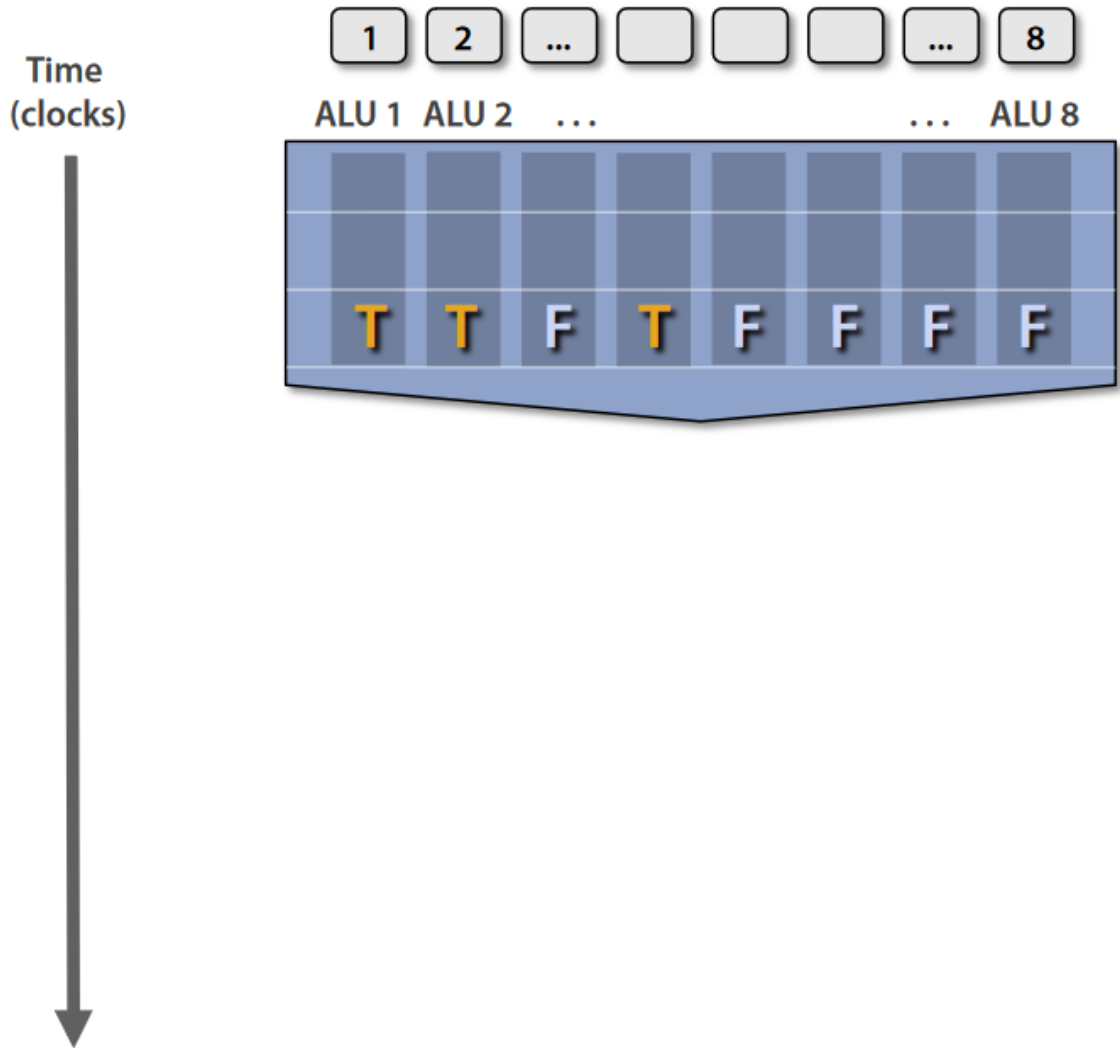 1 2 ... ... 8
Time
(clocks)
ALU 1 ALU 2 ... ... ALU 8
T T F T F F F F